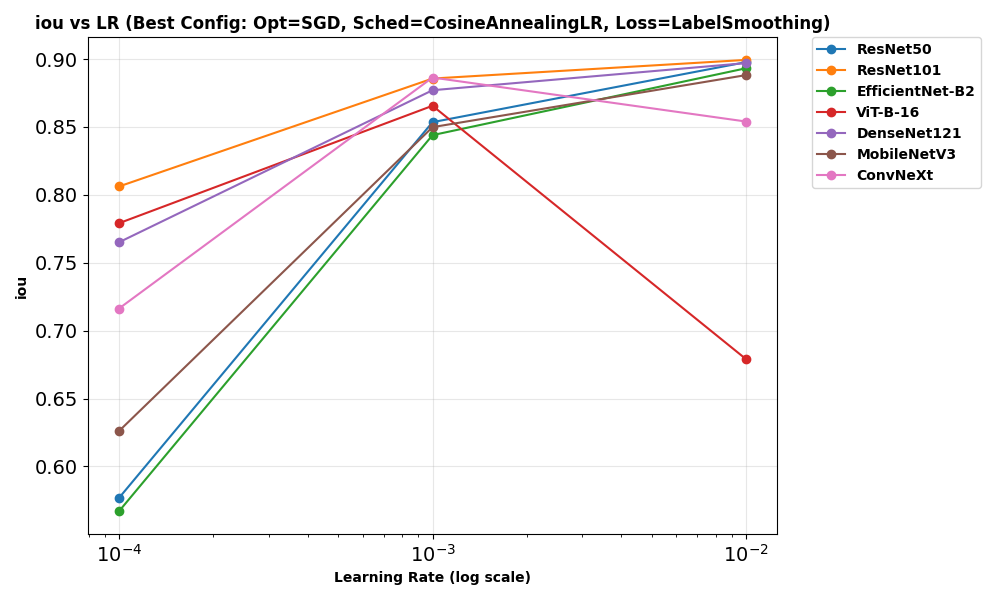 iou vs LR (Best Config: Opt=SGD, Sched=CosineAnnealingLR, Loss=LabelSmoothing)
iou
0.90
0.85
0.80
0.75
0.70
0.65
0.60
10⁻⁴
10⁻³
10⁻²
Learning Rate (log scale)
ResNet50
ResNet101
EfficientNet-B2
ViT-B-16
DenseNet121
MobileNetV3
ConvNeXt